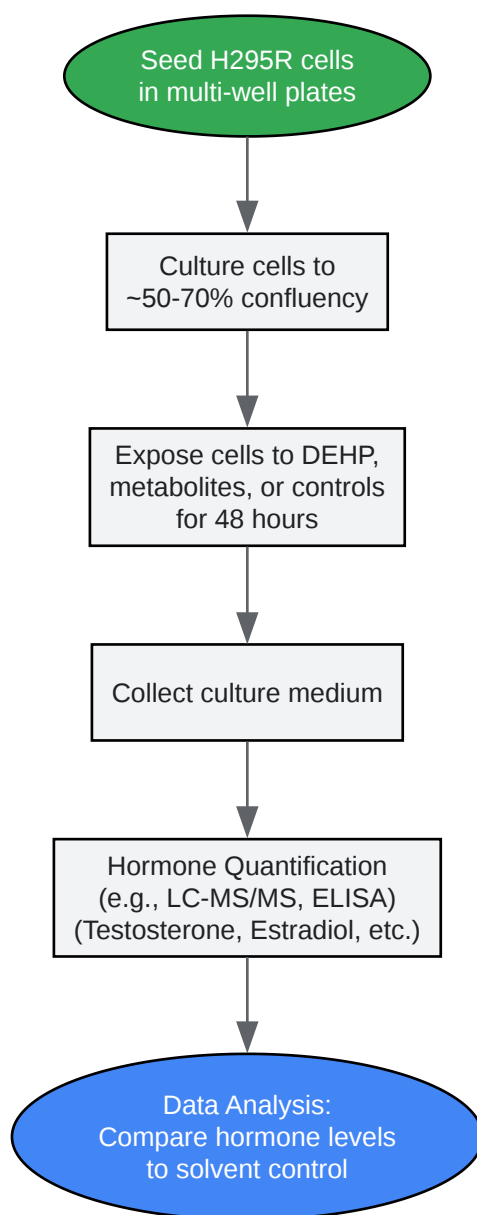 Seed H295R cells
in multi-well plates
Culture cells to
~50-70% confluency
Expose cells to DEHP,
metabolites, or controls
for 48 hours
Collect culture medium
Hormone Quantification
(e.g., LC-MS/MS, ELISA)
(Testosterone, Estradiol, etc.)
Data Analysis:
Compare hormone levels
to solvent control